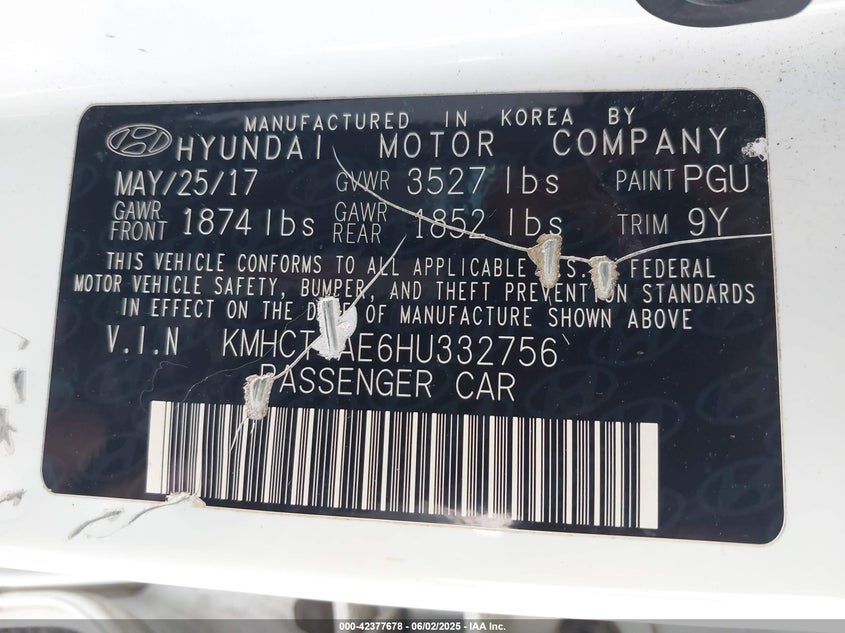 MANUFACTURED IN KOREA BY
HYUNDAI MOTOR COMPANY
MAY/25/17 GVWR 3527 lbs PAINT PGU
GAWR FRONT 1874 lbs GAWR REAR 1852 lbs TRIM 9Y
THIS VEHICLE CONFORMS TO ALL APPLICABLE FEDERAL
MOTOR VEHICLE SAFETY, BUMPER, AND THEFT PREVENTION STANDARDS
IN EFFECT ON THE OF MANUFACTURE SHOWN ABOVE
V.I.N
PASSENGER CAR
000-42377678 - 06/02/2025 - IAA Inc.